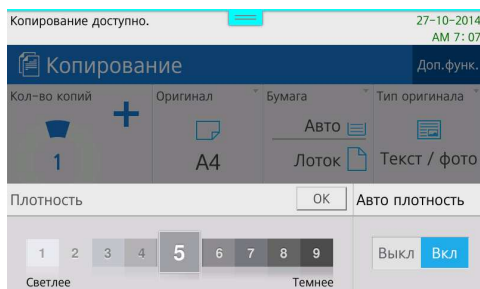 Копирование доступно.
27-10-2014
AM 7:07
Копирование
Доп.функ.
Кол-во копий Оригинал Бумага Тип оригинала
Авто
1 A4 Лоток Текст / фото
Плотность OK Авто плотность
1 2 3 4 5 6 7 8 9 Выкл Вкл
Светлее Темнее